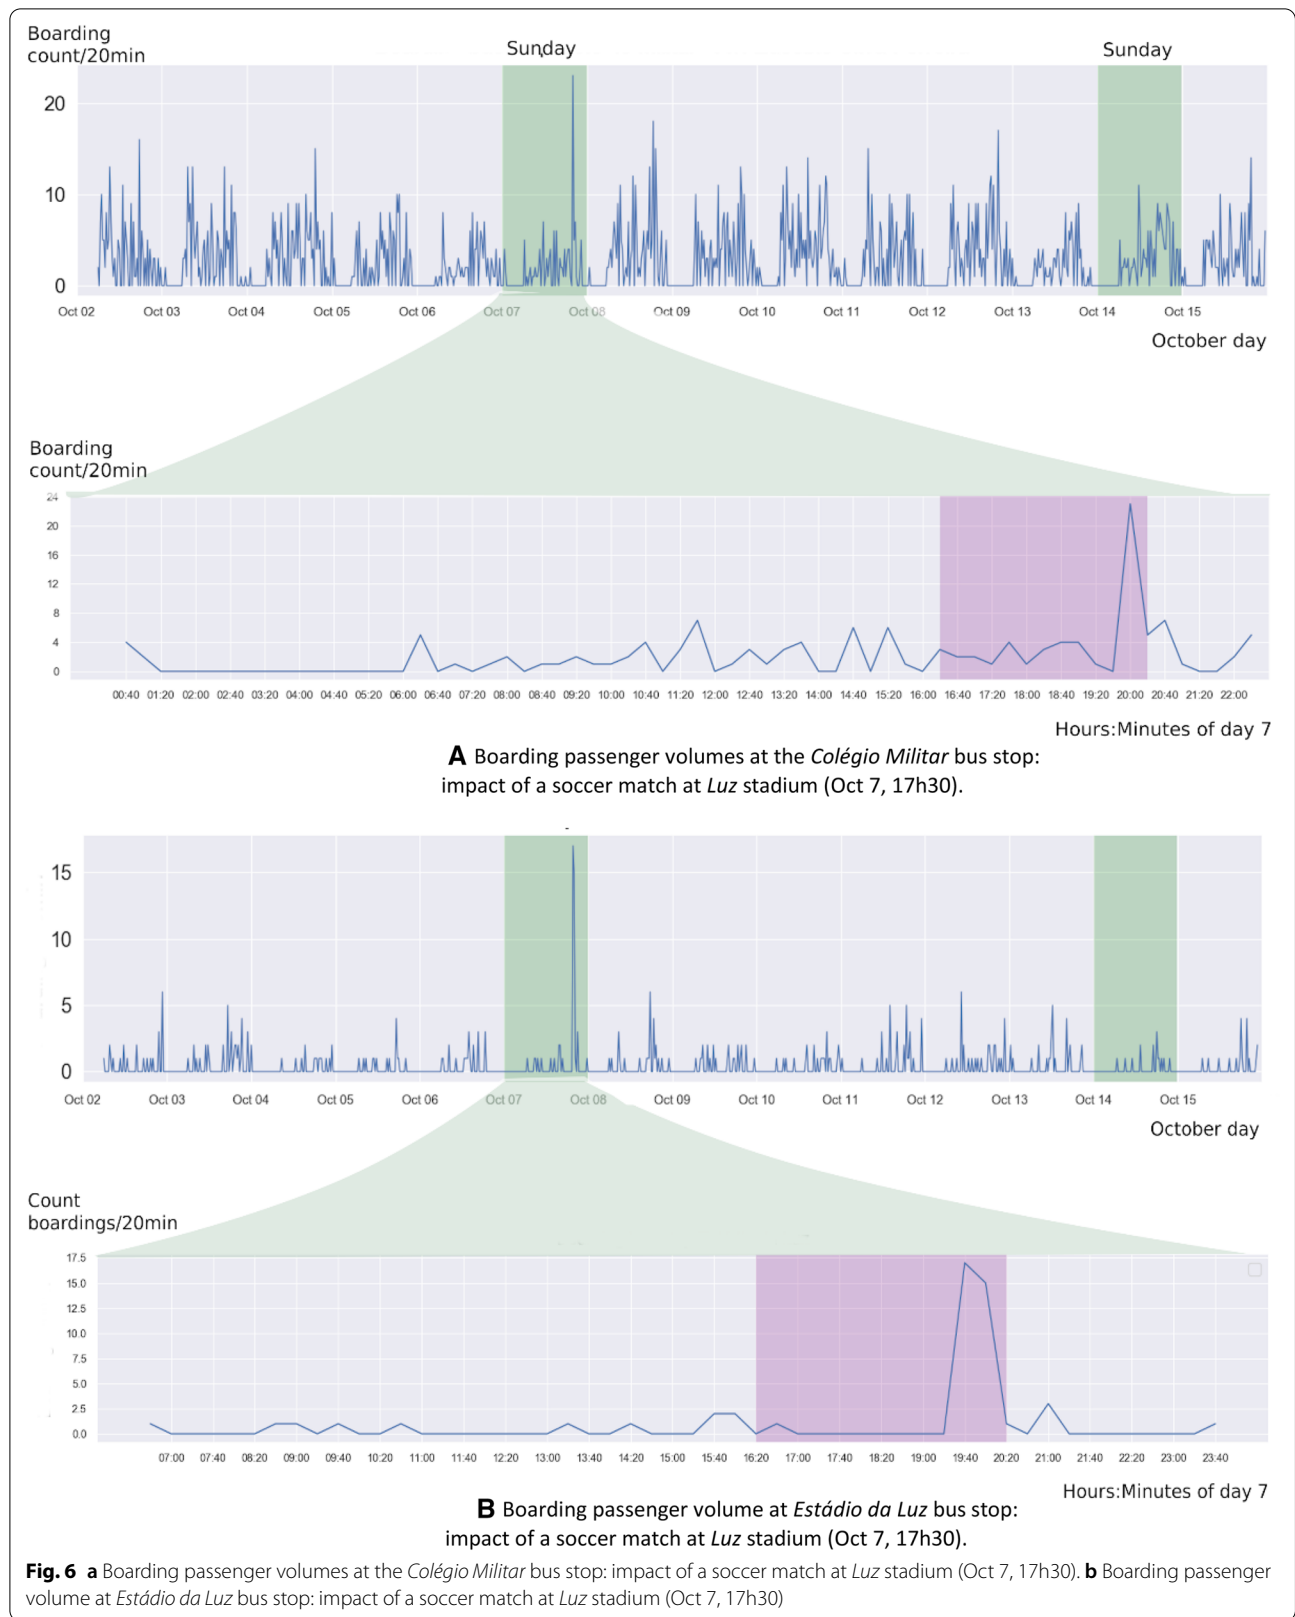 Boarding
count/20min
Sunday
Sunday
20
10
0
Oct 02 Oct 03 Oct 04 Oct 05 Oct 06 Oct 07 Oct 08 Oct 09 Oct 10 Oct 11 Oct 12 Oct 13 Oct 14 Oct 15
October day
Boarding
count/20min
24
20
16
12
8
4
0
00:40 01:20 02:00 02:40 03:20 04:00 04:40 05:20 06:00 06:40 07:20 08:00 08:40 09:20 10:00 10:40 11:20 12:00 12:40 13:20 14:00 14:40 15:20 16:00 16:40 17:20 18:00 18:40 19:20 20:00 20:40 21:20 22:00
Hours:Minutes of day 7
A Boarding passenger volumes at the Colégio Militar bus stop:
impact of a soccer match at Luz stadium (Oct 7, 17h30).
15
10
5
0
Oct 02 Oct 03 Oct 04 Oct 05 Oct 06 Oct 07 Oct 08 Oct 09 Oct 10 Oct 11 Oct 12 Oct 13 Oct 14 Oct 15
October day
Count
boardings/20min
17.5
15.0
12.5
10.0
7.5
5.0
2.5
0.0
07:00 07:40 08:20 09:00 09:40 10:20 11:00 11:40 12:20 13:00 13:40 14:20 15:00 15:40 16:20 17:00 17:40 18:20 19:00 19:40 20:20 21:00 21:40 22:20 23:00 23:40
Hours:Minutes of day 7
B Boarding passenger volume at Estádio da Luz bus stop:
impact of a soccer match at Luz stadium (Oct 7, 17h30).
Fig. 6 a Boarding passenger volumes at the Colégio Militar bus stop: impact of a soccer match at Luz stadium (Oct 7, 17h30). b Boarding passenger
volume at Estádio da Luz bus stop: impact of a soccer match at Luz stadium (Oct 7, 17h30)